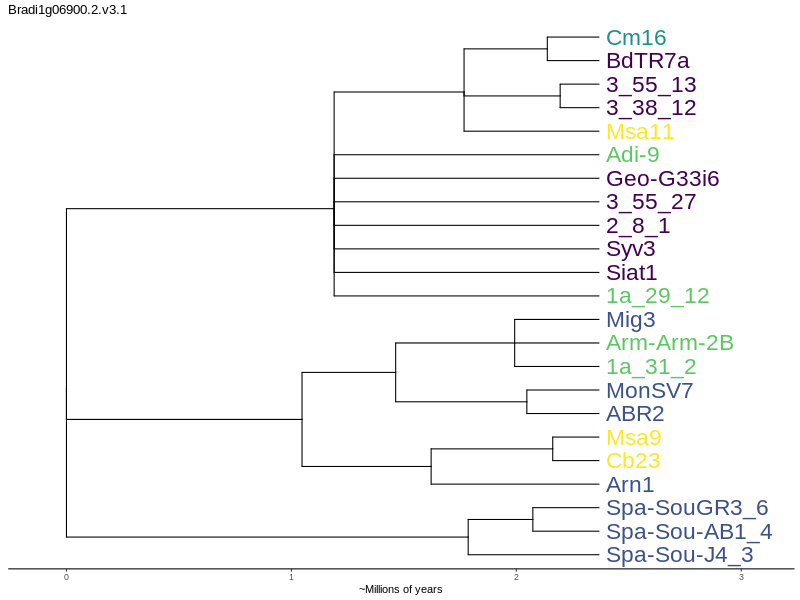 Bradi1g06900.2.v3.1
Cm16
BdTR7a
3_55_13
3_38_12
Msa11
Adi-9
Geo-G33i6
3_55_27
2_8_1
Syv3
Siat1
1a_29_12
Mig3
Arm-Arm-2B
1a_31_2
MonSV7
ABR2
Msa9
Cb23
Arn1
Spa-SouGR3_6
Spa-Sou-AB1_4
Spa-Sou-J4_3
0 1 2 3
~Millions of years